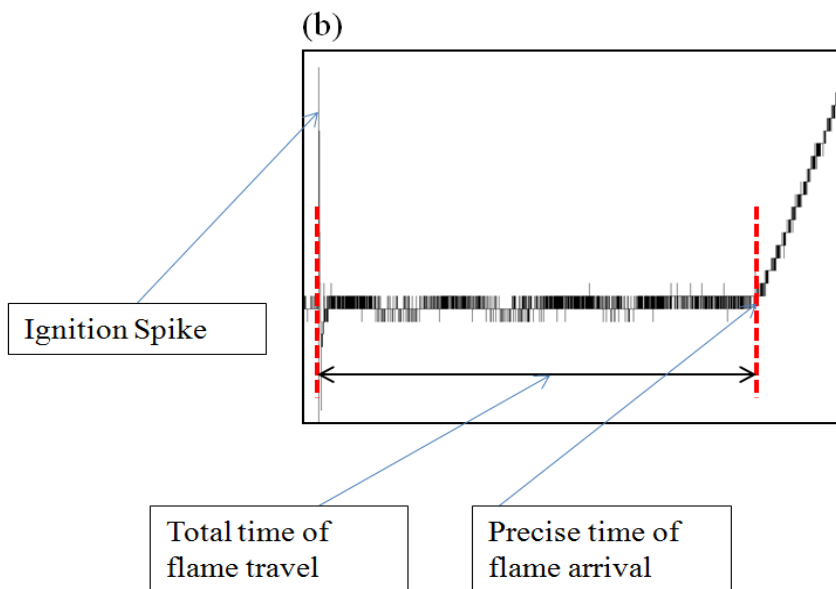 (b)
Ignition Spike
Total time of
flame travel
Precise time of
flame arrival